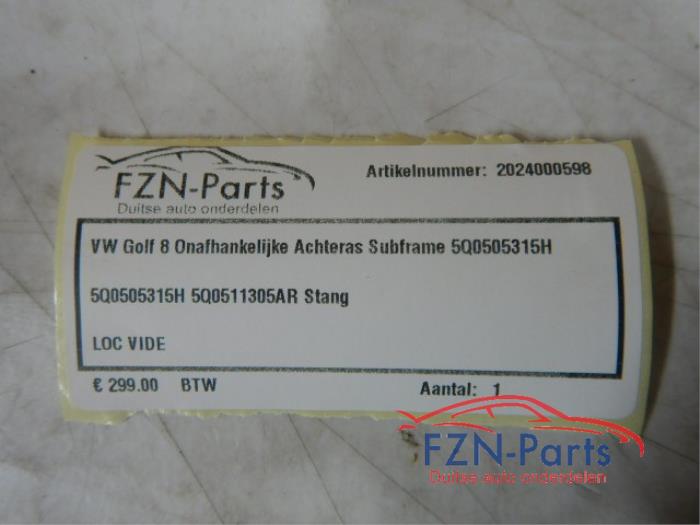 FZN-Parts
Duitse auto onderdelen
Artikelnummer: 2024000598
VW Golf 8 Onafhankelijke Achteras Subframe 5Q0505315H
5Q0505315H 5Q0511305AR Stang
LOC VIDE
€ 299.00 BTW
Aantal: 1
FZN-Parts
Duitse auto onderdelen